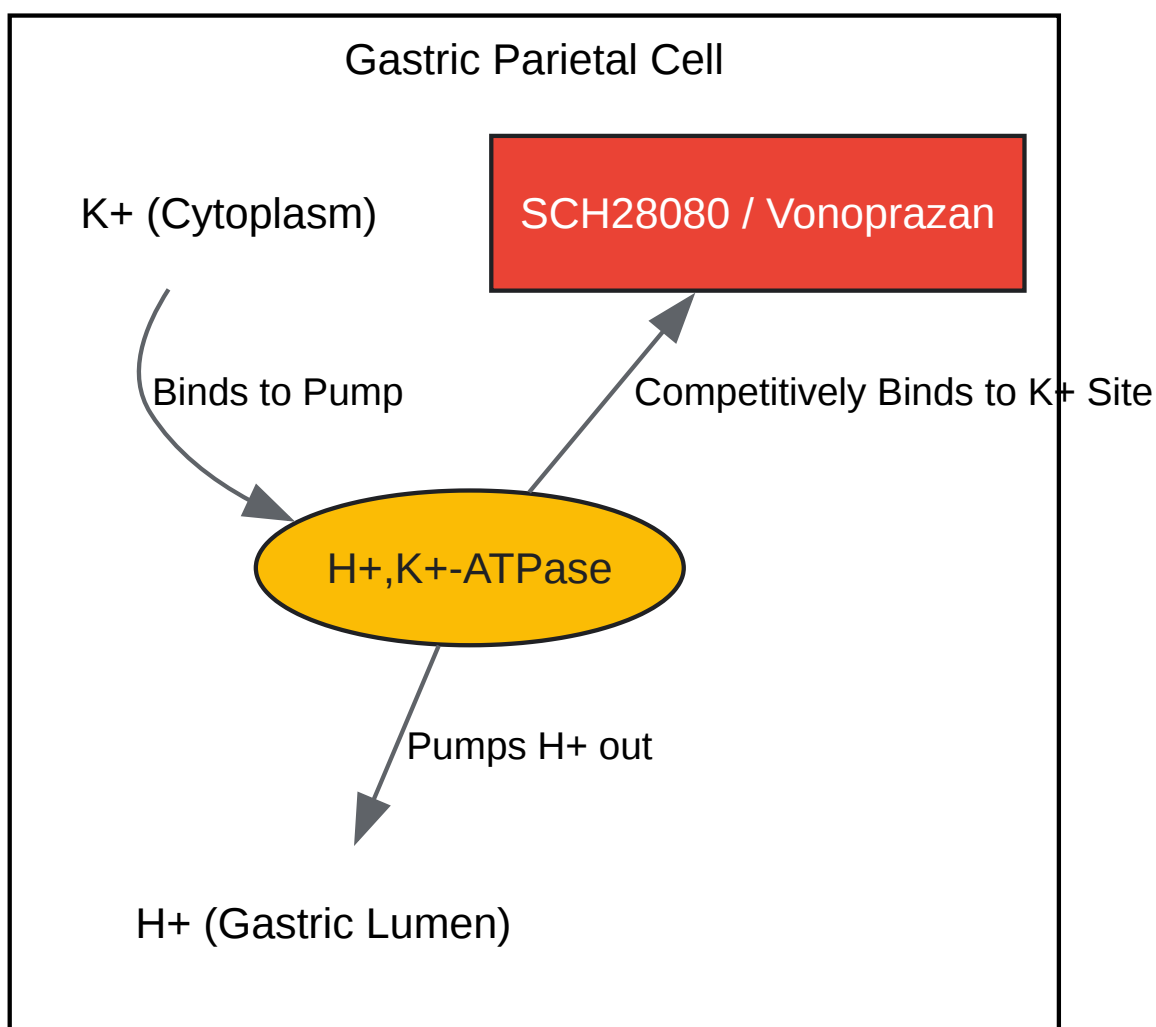 Gastric Parietal Cell
K+ (Cytoplasm)
SCH28080 / Vonoprazan
Binds to Pump
Competitively Binds to K+ Site
H+,K+-ATPase
Pumps H+ out
H+ (Gastric Lumen)